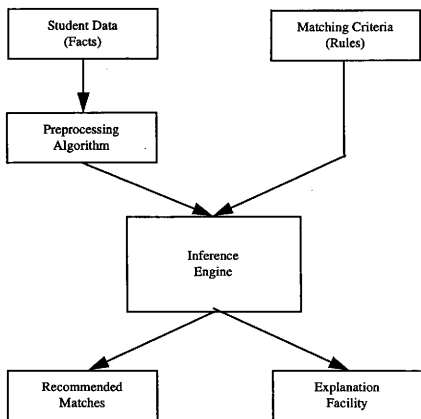 Student Data
(Facts)
Matching Criteria
(Rules)
Preprocessing
Algorithm
Inference
Engine
Recommended
Matches
Explanation
Facility